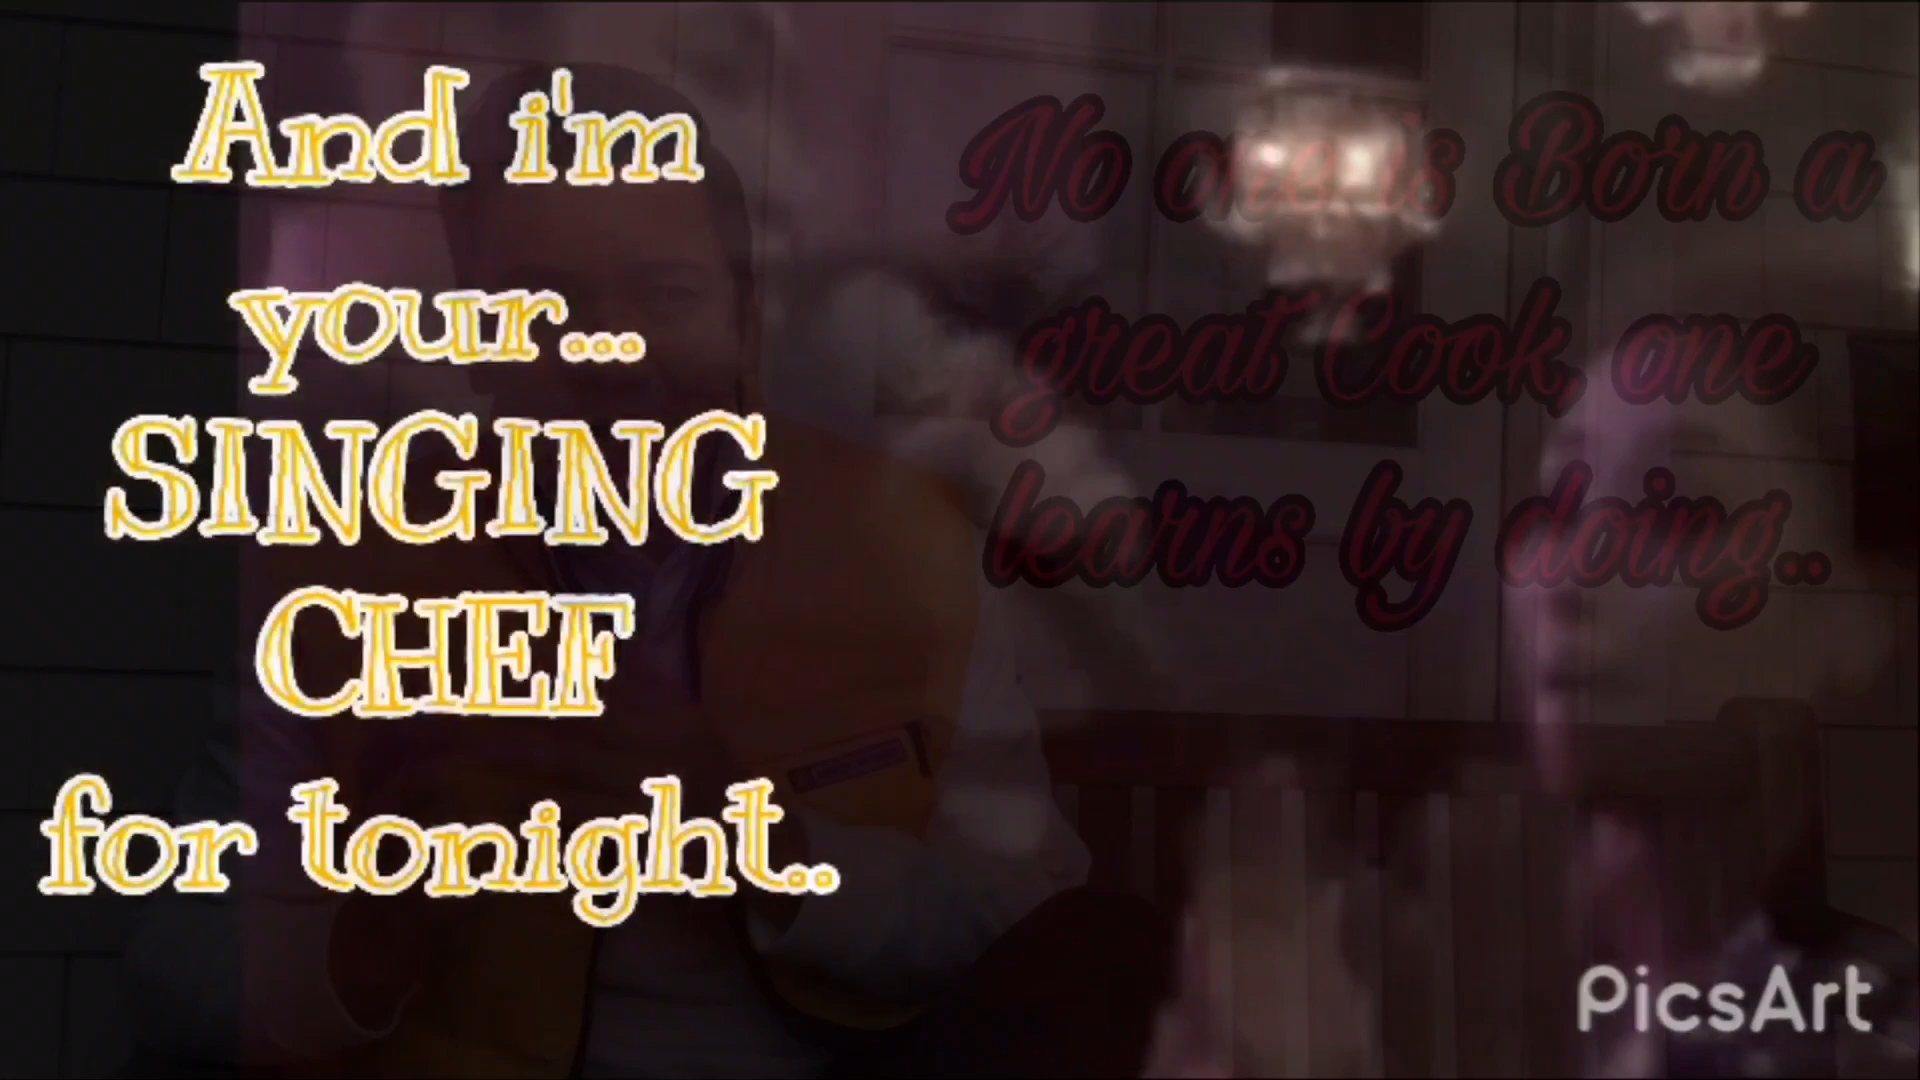 And i'm
your...
SINGING
CHEF
for tonight..
No one is Born a
great Cook, one
learns by doing..
PicsArt